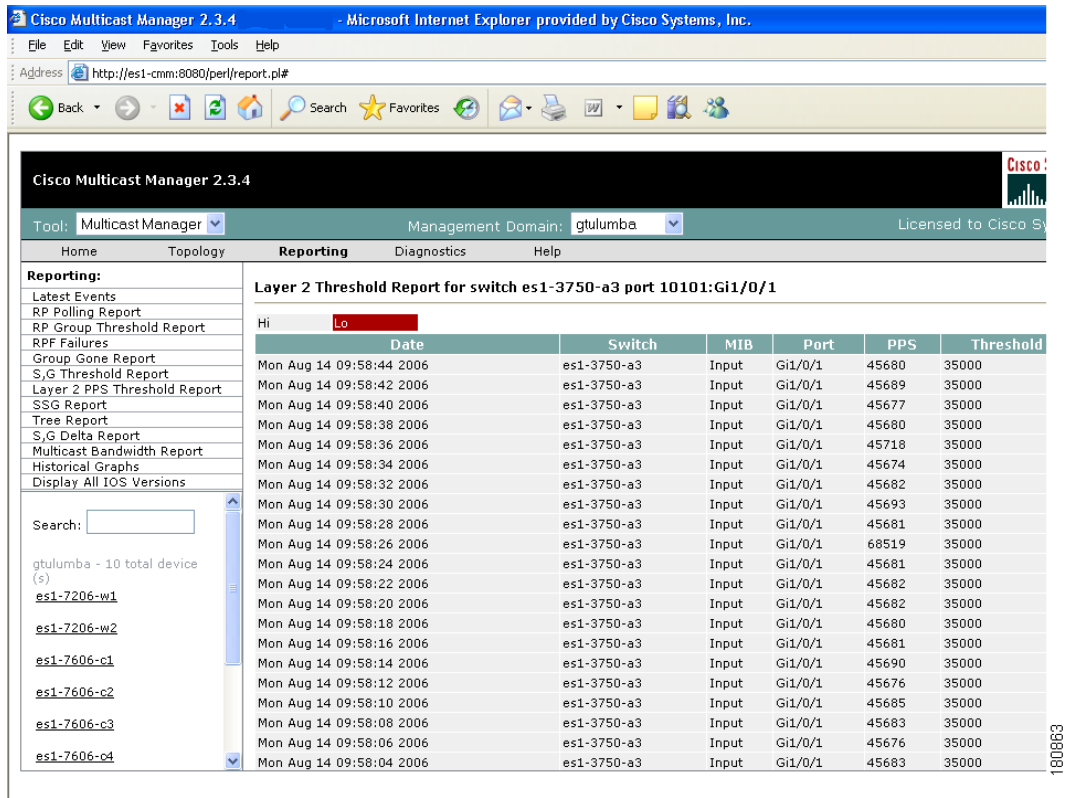 Cisco Multicast Manager 2.3.4 - Microsoft Internet Explorer provided by Cisco Systems, Inc.
File Edit View Favorites Tools Help
Address http://es1-cmm:8080/perl/report.pl#
Back Search Favorites
Cisco Multicast Manager 2.3.4
Cisco S
Tool: Multicast Manager Management Domain: gtulumba Licensed to Cisco Sy
Home Topology Reporting Diagnostics Help
Reporting:
Latest Events
RP Polling Report
RP Group Threshold Report
RPF Failures
Group Gone Report
S,G Threshold Report
Layer 2 PPS Threshold Report
SSG Report
Tree Report
S,G Delta Report
Multicast Bandwidth Report
Historical Graphs
Display All IOS Versions
Search:
gtulumba - 10 total device
(s)
es1-7206-w1
es1-7206-w2
es1-7606-c1
es1-7606-c2
es1-7606-c3
es1-7606-c4
Layer 2 Threshold Report for switch es1-3750-a3 port 10101:Gi1/0/1
Hi Lo
Date Switch MIB Port PPS Threshold
Mon Aug 14 09:58:44 2006 es1-3750-a3 Input Gi1/0/1 45680 35000
Mon Aug 14 09:58:42 2006 es1-3750-a3 Input Gi1/0/1 45689 35000
Mon Aug 14 09:58:40 2006 es1-3750-a3 Input Gi1/0/1 45677 35000
Mon Aug 14 09:58:38 2006 es1-3750-a3 Input Gi1/0/1 45680 35000
Mon Aug 14 09:58:36 2006 es1-3750-a3 Input Gi1/0/1 45718 35000
Mon Aug 14 09:58:34 2006 es1-3750-a3 Input Gi1/0/1 45674 35000
Mon Aug 14 09:58:32 2006 es1-3750-a3 Input Gi1/0/1 45682 35000
Mon Aug 14 09:58:30 2006 es1-3750-a3 Input Gi1/0/1 45693 35000
Mon Aug 14 09:58:28 2006 es1-3750-a3 Input Gi1/0/1 45681 35000
Mon Aug 14 09:58:26 2006 es1-3750-a3 Input Gi1/0/1 68519 35000
Mon Aug 14 09:58:24 2006 es1-3750-a3 Input Gi1/0/1 45681 35000
Mon Aug 14 09:58:22 2006 es1-3750-a3 Input Gi1/0/1 45682 35000
Mon Aug 14 09:58:20 2006 es1-3750-a3 Input Gi1/0/1 45682 35000
Mon Aug 14 09:58:18 2006 es1-3750-a3 Input Gi1/0/1 45680 35000
Mon Aug 14 09:58:16 2006 es1-3750-a3 Input Gi1/0/1 45681 35000
Mon Aug 14 09:58:14 2006 es1-3750-a3 Input Gi1/0/1 45690 35000
Mon Aug 14 09:58:12 2006 es1-3750-a3 Input Gi1/0/1 45676 35000
Mon Aug 14 09:58:10 2006 es1-3750-a3 Input Gi1/0/1 45685 35000
Mon Aug 14 09:58:08 2006 es1-3750-a3 Input Gi1/0/1 45683 35000
Mon Aug 14 09:58:06 2006 es1-3750-a3 Input Gi1/0/1 45676 35000
Mon Aug 14 09:58:04 2006 es1-3750-a3 Input Gi1/0/1 45683 35000
180863